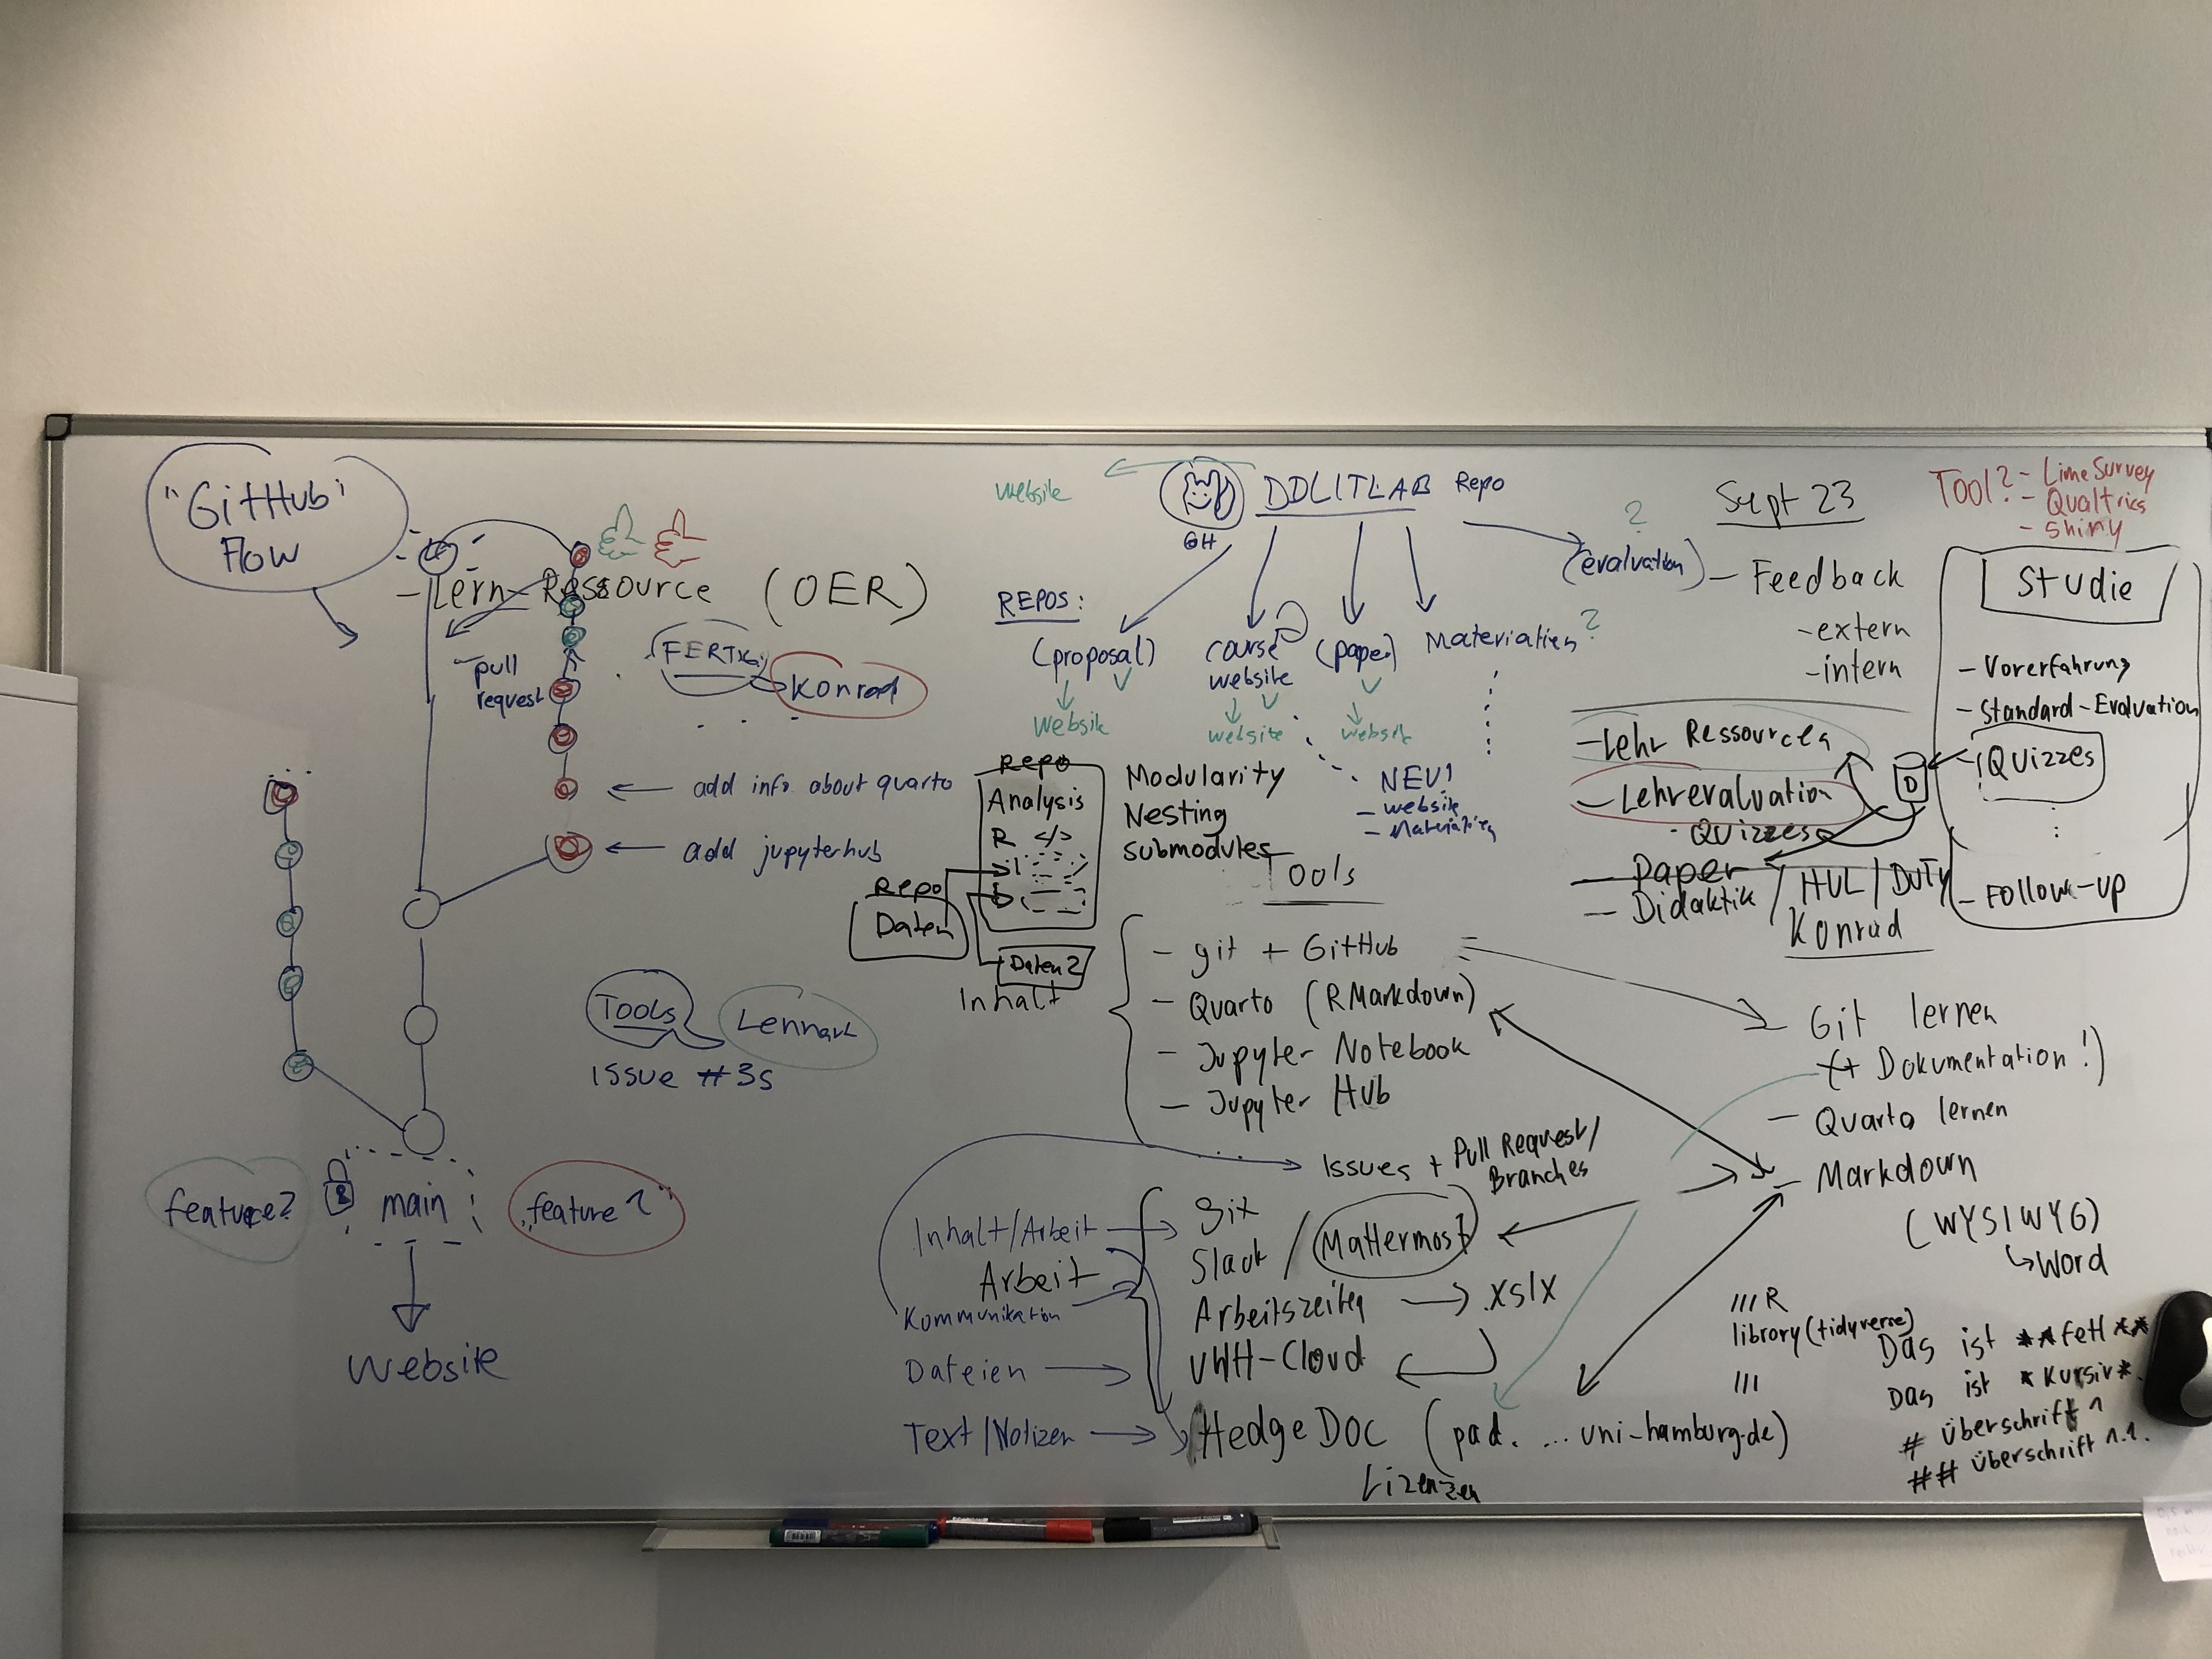 "GitHub"
Flow
- Lern-Ressource (OER)
pull
request
FERTIG!
Konrad
add info about quarto
add jupyterhub
Tools
Lennart
ISSUE #3s
feature 2
main
"feature 1"
Website
website
GH
DDLITLAB Repo
REPOS:
(proposal)
course
website
(paper)
Materialien ?
?
(evaluation)
website
website
website
NEU!
- website
- Materialien
Repo
Analysis
R </>
Repo
Daten
Daten 2
Inhalt
Modularity
Nesting
submodules
Tools
- git + GitHub
- Quarto (RMarkdown)
- Jupyter Notebook
- Jupyter Hub
Issues + Pull Request/
Branches
Inhalt/Arbeit
Arbeit
Kommunikation
Dateien
Text/Notizen
Git
Slack / Mattermost
Arbeitszeiten → .xslx
UHH-Cloud
HedgeDOC (pad. ... uni-hamburg.de)
Lizenzen
Sept 23
- Feedback
- extern
- intern
- Lehr Ressourcen
- Lehrevaluation
- Quizzes
- Paper
- Didaktik / HUL / DUTy
Konrad
D
Tool? - LimeSurvey
- Qualtrics
- shiny
Studie
- Vorerfahrung
- Standard-Evaluation
- Quizzes
- Follow-up
- Git lernen
(+ Dokumentation!)
- Quarto lernen
- Markdown
(WYSIWYG)
↳ Word
///R
library(tidyverse)
///
Das ist **fett**
Das ist *kursiv*
# Überschrift 1
## Überschrift 1.1.